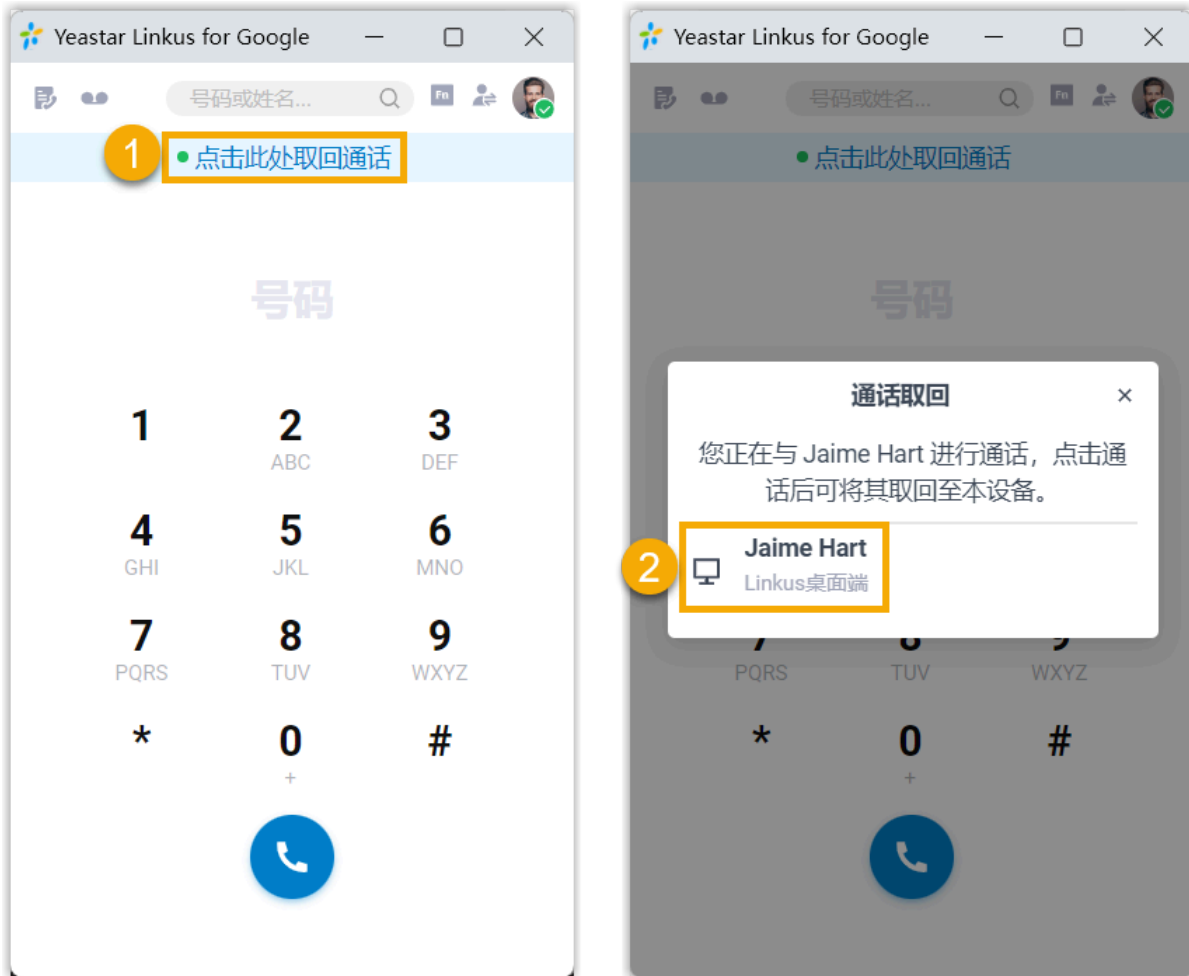 Yeastar Linkus for Google
号码或姓名...
Fn
1
点击此处取回通话
号码
1 2 3
ABC DEF
4 5 6
GHI JKL MNO
7 8 9
PQRS TUV WXYZ
* 0 #
+
Yeastar Linkus for Google
号码或姓名...
Fn
点击此处取回通话
号码
通话取回 ×
您正在与 Jaime Hart 进行通话，点击通
话后可将其取回至本设备。
2
Jaime Hart
Linkus桌面端
7 8 9
PQRS TUV WXYZ
* 0 #
+